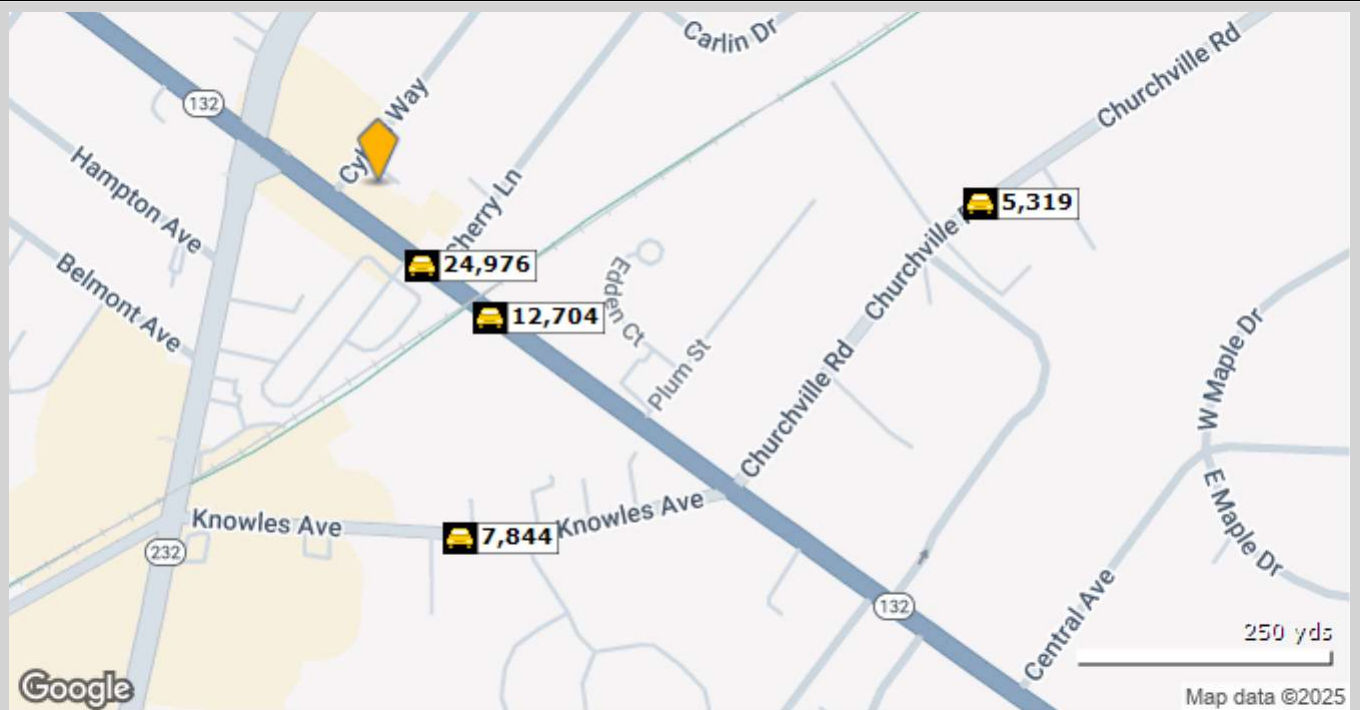 Carlin Dr
Churchville Rd
132
Way
Hampton Ave
Cherry Ln
5,319
Churchville
24,976
Belmont Ave
Edden Ct
12,704
Plum St
Churchville Rd
W Maple Dr
Knowles Ave
Knowles Ave
7,844
E Maple Dr
232
132
Central Ave
250 yds
Google
Map data ©2025